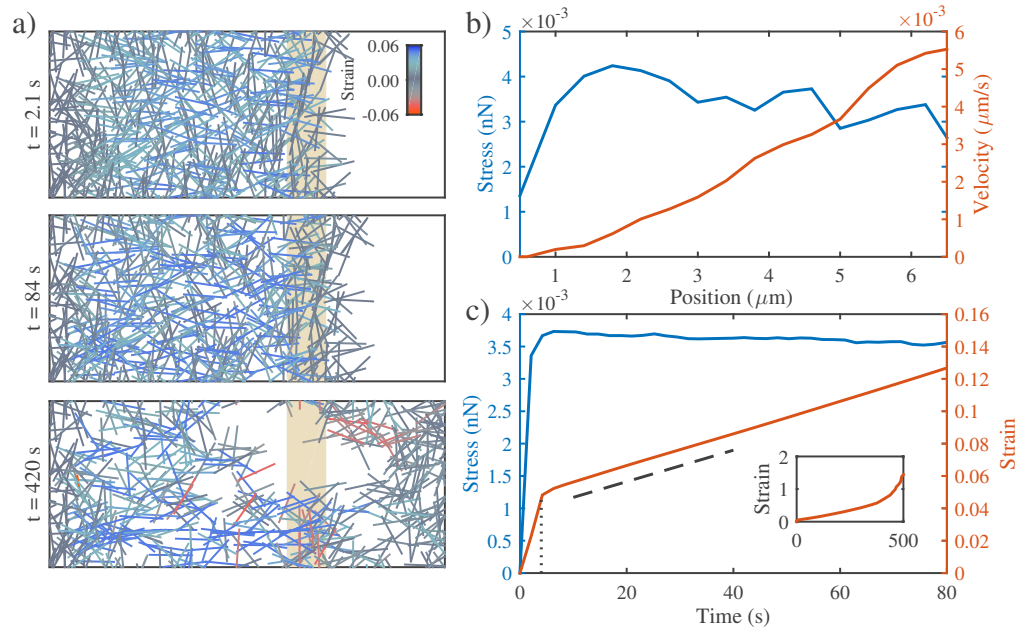 a)
t = 2.1 s
0.06
0.00
-0.06
Strain
t = 84 s
t = 420 s
b)
×10⁻³
×10⁻³
5
4
3
2
1
0
Stress (nN)
6
5
4
3
2
1
0
Velocity (μm/s)
1 2 3 4 5 6
Position (μm)
c)
×10⁻³
4
3.5
3
2.5
2
1.5
1
0.5
0
Stress (nN)
0.16
0.14
0.12
0.10
0.08
0.06
0.04
0.02
0
Strain
2
1
0
Strain
0 500
0 20 40 60 80
Time (s)